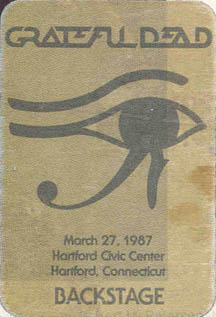 GRATEFUL DEAD
March 27, 1987
Hartford Civic Center
Hartford, Connecticut
BACKSTAGE